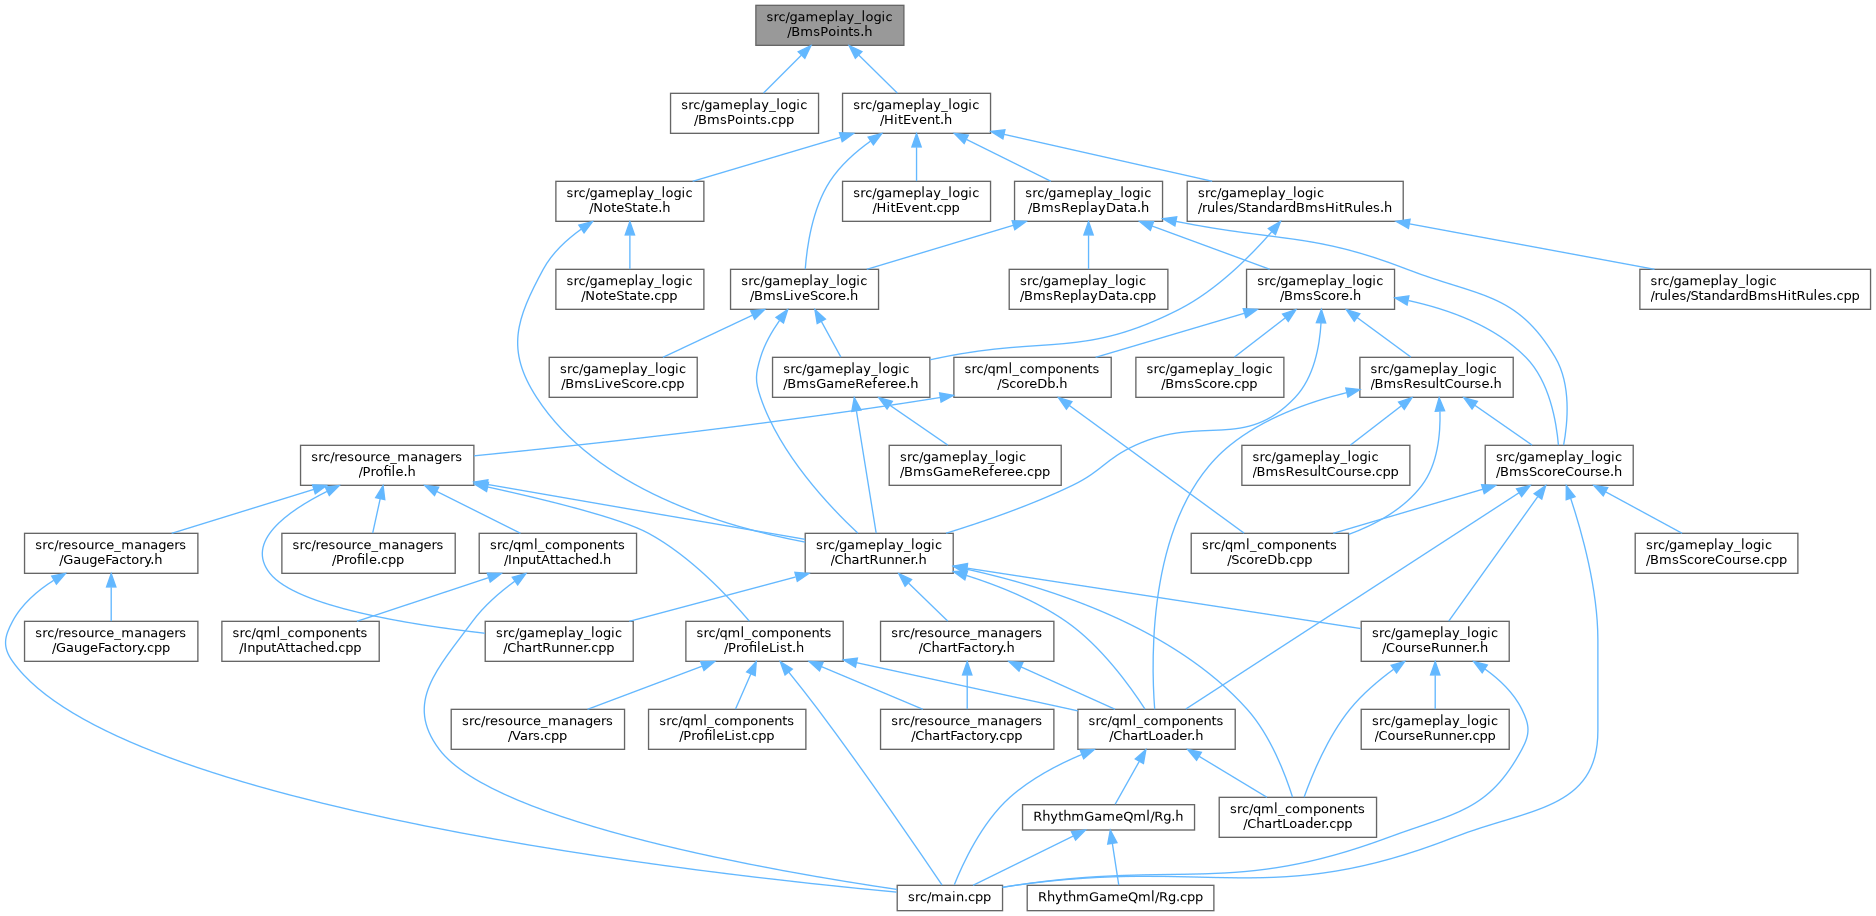 src/gameplay_logic
/BmsPoints.h
src/gameplay_logic
/BmsPoints.cpp
src/gameplay_logic
/HitEvent.h
src/gameplay_logic
/NoteState.h
src/gameplay_logic
/HitEvent.cpp
src/gameplay_logic
/BmsReplayData.h
src/gameplay_logic
/rules/StandardBmsHitRules.h
src/gameplay_logic
/NoteState.cpp
src/gameplay_logic
/BmsLiveScore.h
src/gameplay_logic
/BmsReplayData.cpp
src/gameplay_logic
/BmsScore.h
src/gameplay_logic
/rules/StandardBmsHitRules.cpp
src/gameplay_logic
/BmsLiveScore.cpp
src/gameplay_logic
/BmsGameReferee.h
src/qml_components
/ScoreDb.h
src/gameplay_logic
/BmsScore.cpp
src/gameplay_logic
/BmsResultCourse.h
src/resource_managers
/Profile.h
src/gameplay_logic
/BmsGameReferee.cpp
src/gameplay_logic
/BmsResultCourse.cpp
src/gameplay_logic
/BmsScoreCourse.h
src/resource_managers
/GaugeFactory.h
src/resource_managers
/Profile.cpp
src/qml_components
/InputAttached.h
src/gameplay_logic
/ChartRunner.h
src/qml_components
/ScoreDb.cpp
src/gameplay_logic
/BmsScoreCourse.cpp
src/resource_managers
/GaugeFactory.cpp
src/qml_components
/InputAttached.cpp
src/gameplay_logic
/ChartRunner.cpp
src/qml_components
/ProfileList.h
src/resource_managers
/ChartFactory.h
src/gameplay_logic
/CourseRunner.h
src/resource_managers
/Vars.cpp
src/qml_components
/ProfileList.cpp
src/resource_managers
/ChartFactory.cpp
src/qml_components
/ChartLoader.h
src/gameplay_logic
/CourseRunner.cpp
RhythmGameQml/Rg.h
src/qml_components
/ChartLoader.cpp
src/main.cpp
RhythmGameQml/Rg.cpp